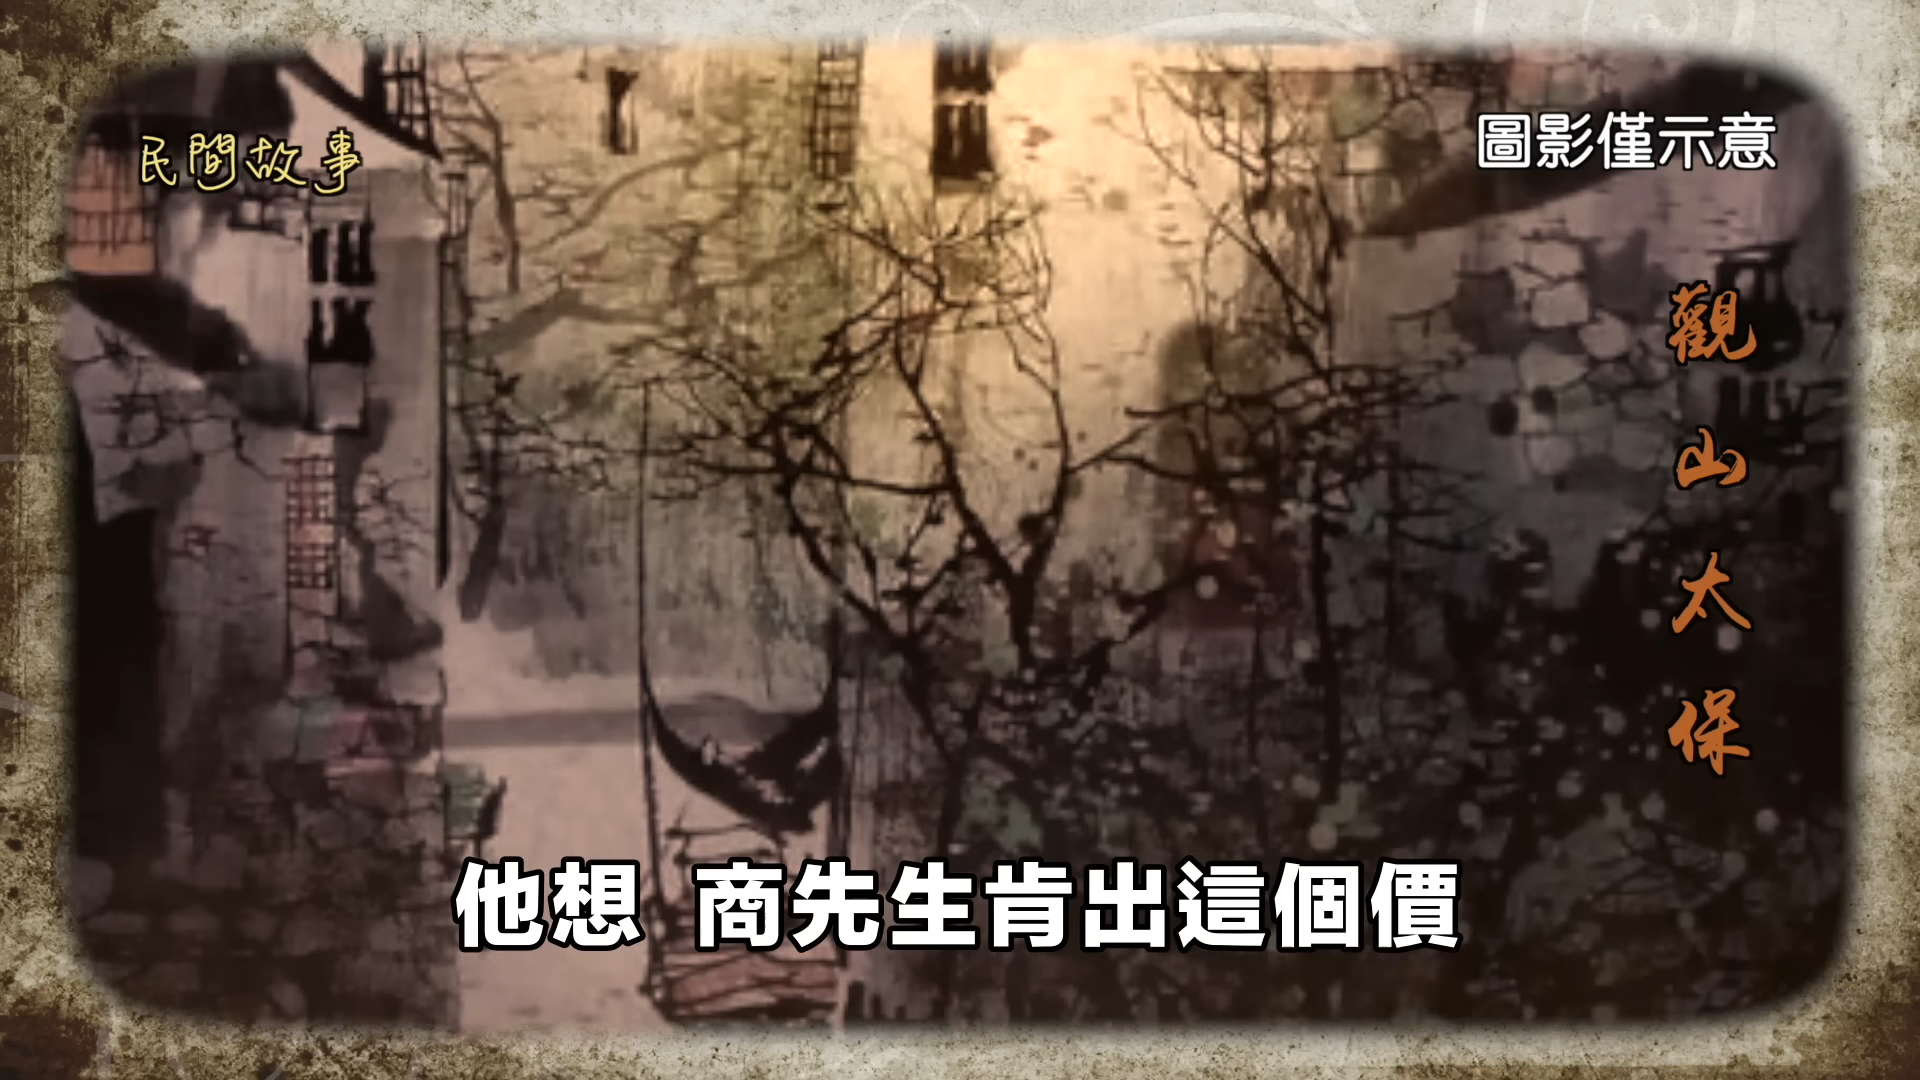 民間故事
圖影僅示意
觀山太保
他想 商先生肯出這個價